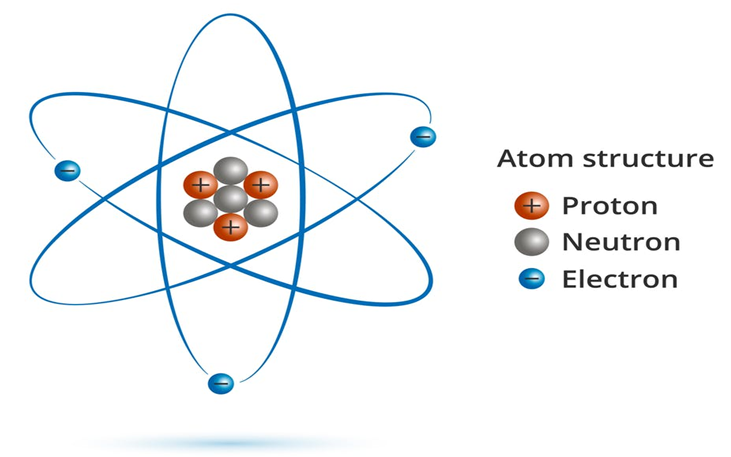 Atom structure
+ Proton
Neutron
− Electron